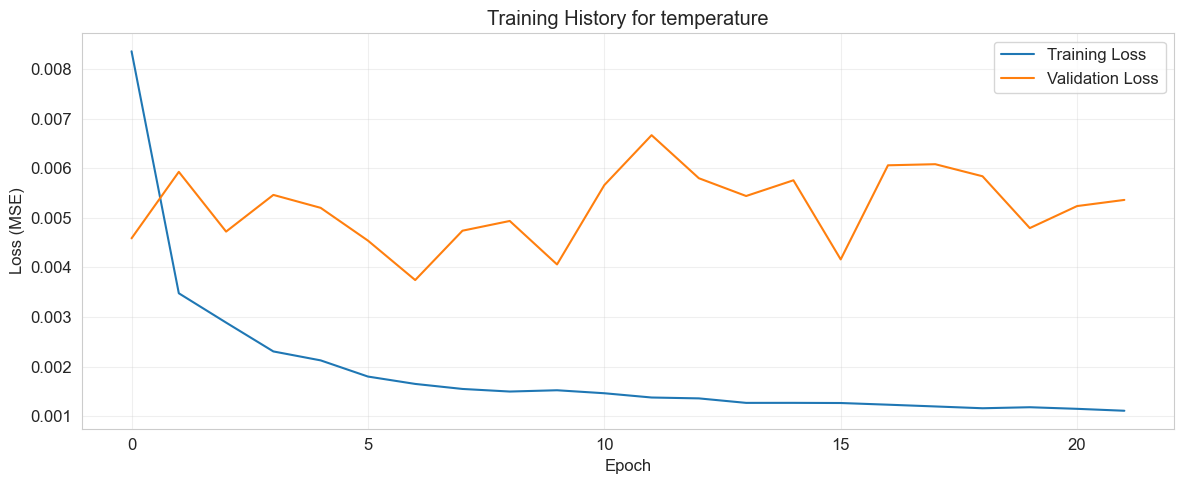 Training History for temperature
Training Loss
Validation Loss
0.008
0.007
0.006
0.005
0.004
0.003
0.002
0.001
Loss (MSE)
0
5
10
15
20
Epoch